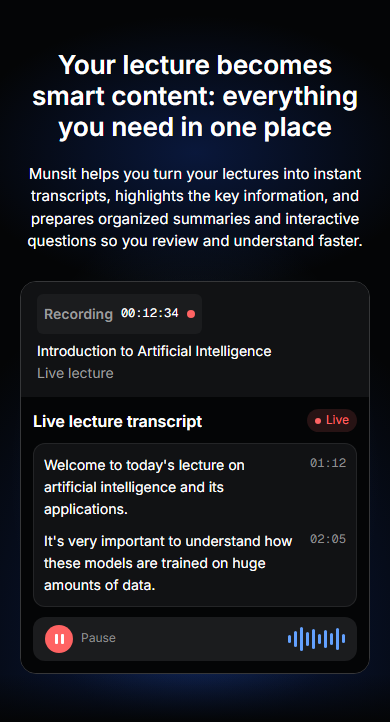 Your lecture becomes
smart content: everything
you need in one place
Munsit helps you turn your lectures into instant
transcripts, highlights the key information, and
prepares organized summaries and interactive
questions so you review and understand faster.
Recording 00:12:34
Introduction to Artificial Intelligence
Live lecture
Live lecture transcript
Live
Welcome to today's lecture on 01:12
artificial intelligence and its
applications.
It's very important to understand how 02:05
these models are trained on huge
amounts of data.
Pause